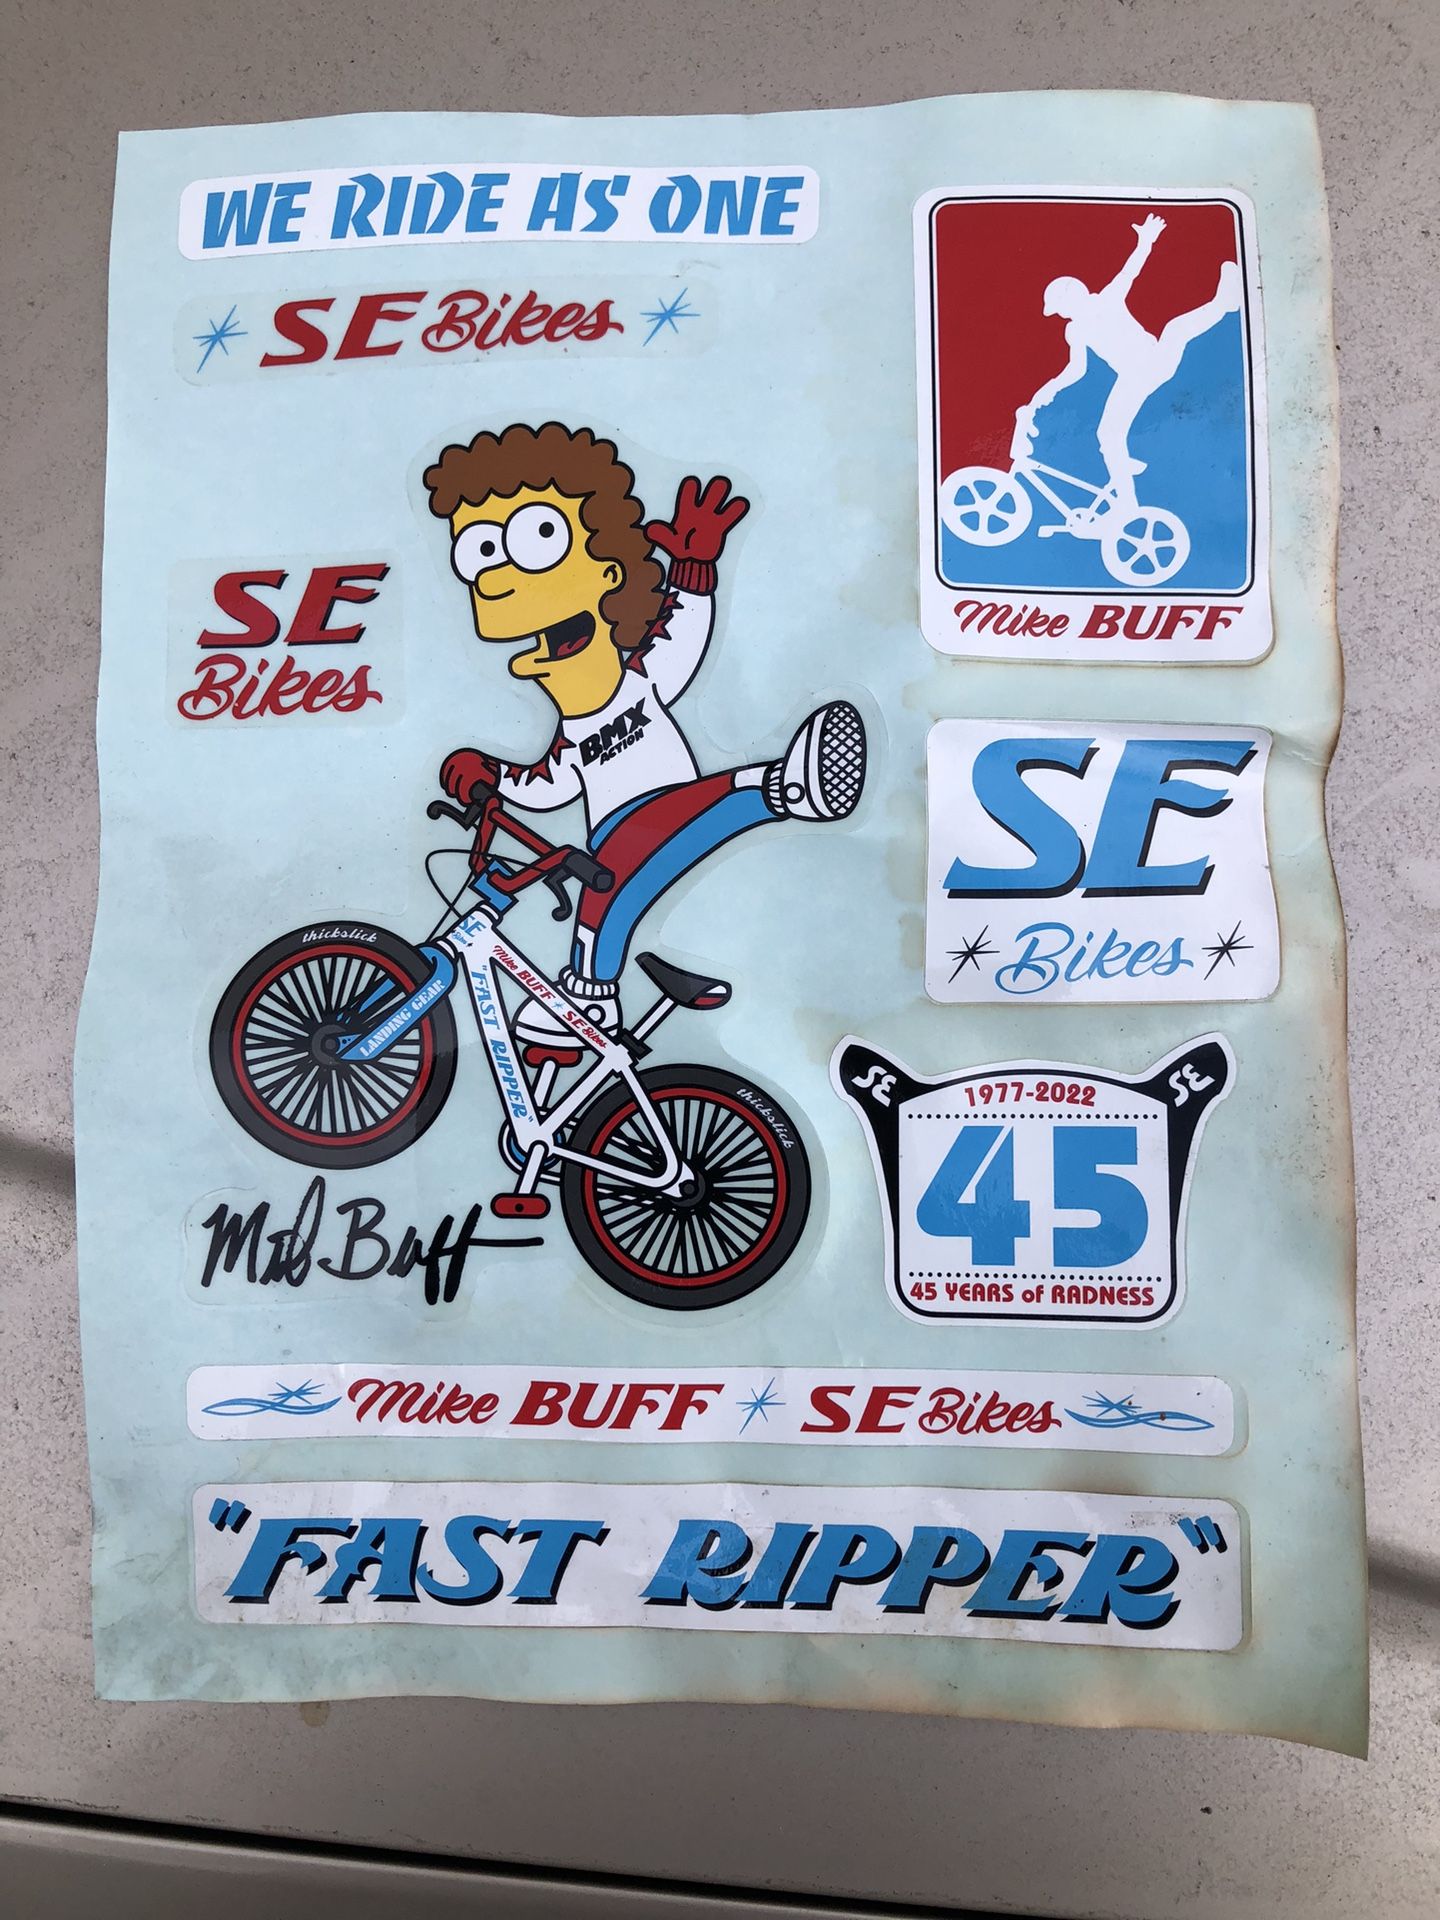 WE RIDE AS ONE
SE Bikes
Mike BUFF
SE
Bikes
BMX
ACTION
SE
Bikes
thickslick
SE
Bikes
LANDING GEAR
Mike BUFF SE Bikes
"FAST RIPPER"
thickslick
Mike Buff
SE SE
1977-2022
45
45 YEARS of RADNESS
Mike BUFF SE Bikes
"FAST RIPPER"